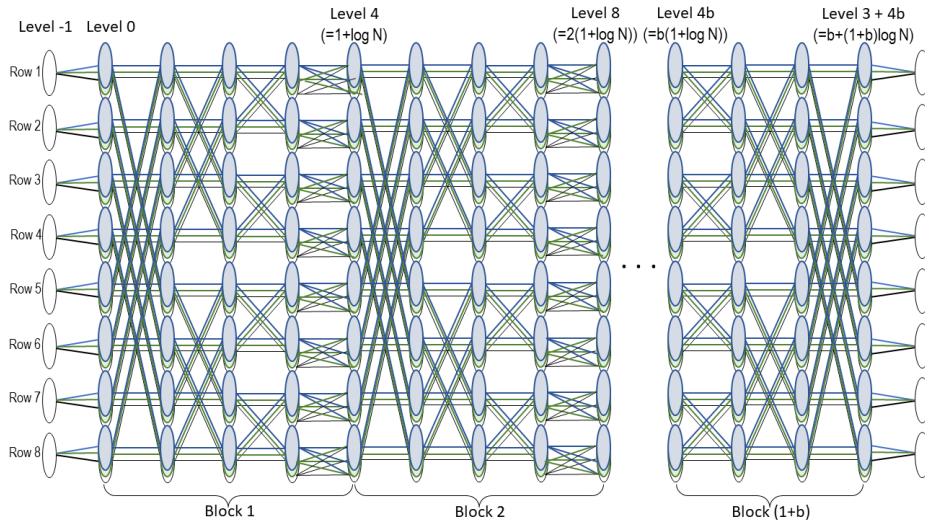 Level -1
Level 0
Level 4
(=1+log N)
Level 8
(=2(1+log N))
Level 4b
(=b(1+log N))
Level 3 + 4b
(=b+(1+b)log N)
Row 1
Row 2
Row 3
Row 4
Row 5
Row 6
Row 7
Row 8
. . .
Block 1
Block 2
Block (1+b)